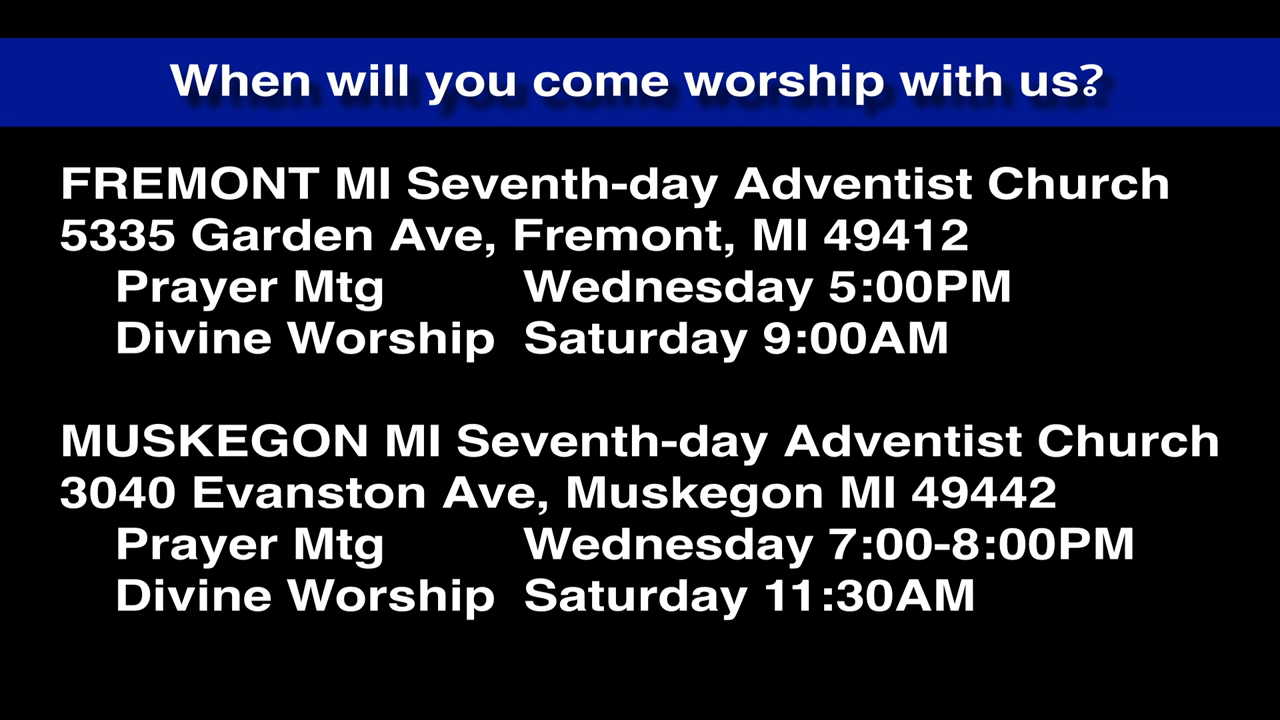 When will you come worship with us?
FREMONT MI Seventh-day Adventist Church
5335 Garden Ave, Fremont, MI 49412
Prayer Mtg Wednesday 5:00PM
Divine Worship Saturday 9:00AM
MUSKEGON MI Seventh-day Adventist Church
3040 Evanston Ave, Muskegon MI 49442
Prayer Mtg Wednesday 7:00-8:00PM
Divine Worship Saturday 11:30AM